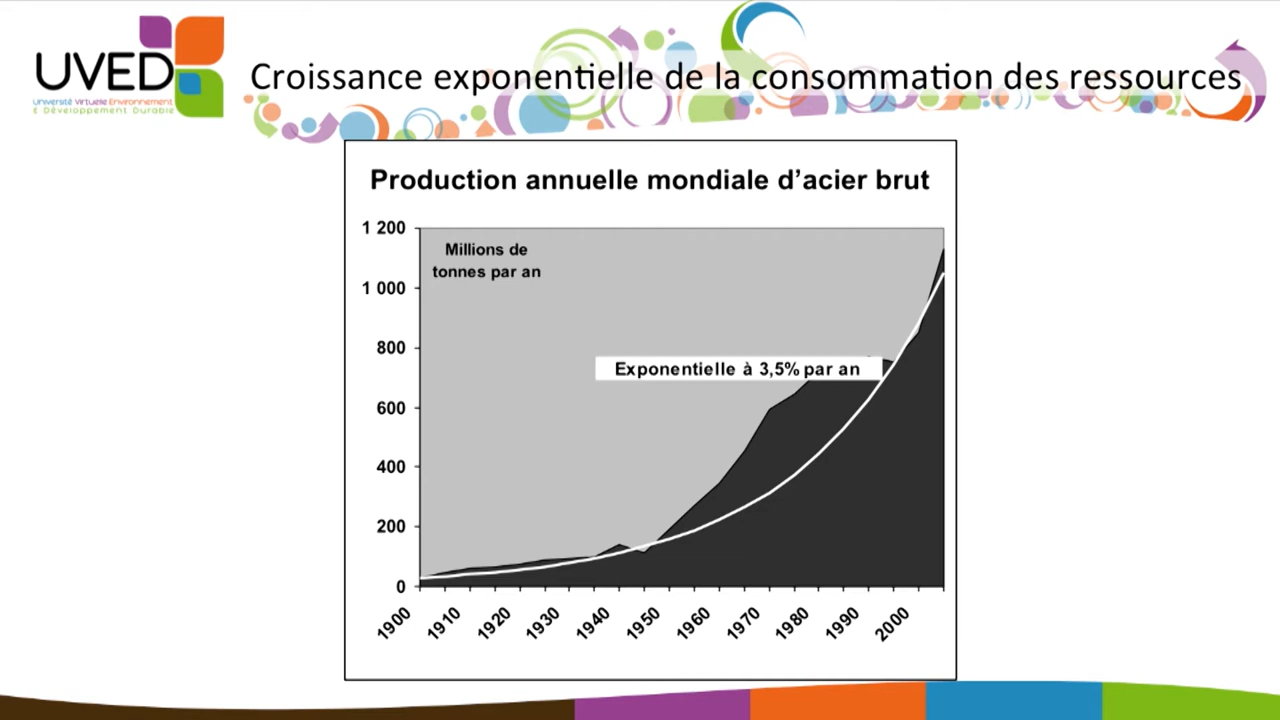 UVED
Université Virtuelle Environnement
& Développement Durable
Croissance exponentielle de la consommation des ressources
Production annuelle mondiale d’acier brut
1 200
Millions de
tonnes par an
1 000
800
Exponentielle à 3,5% par an
600
400
200
0
1900
1910
1920
1930
1940
1950
1960
1970
1980
1990
2000